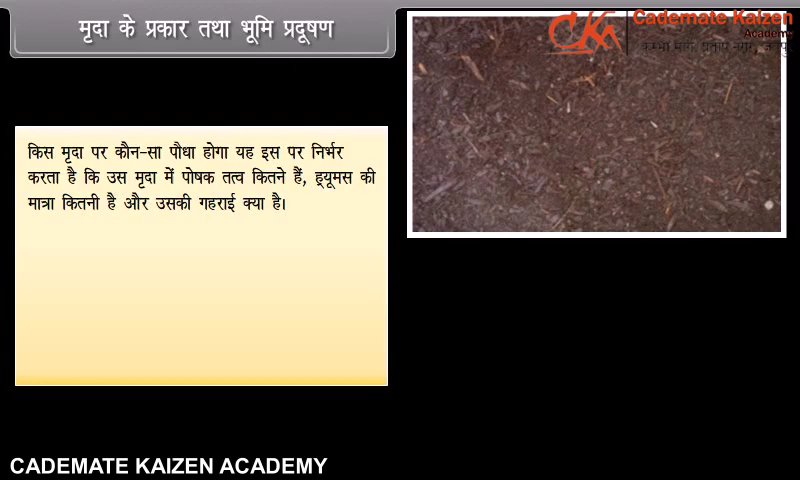 मृदा के प्रकार तथा भूमि प्रदूषण
Cademate Kaizen
Academy
CKA
किस मृदा पर कौन-सा पौधा होगा यह इस पर निर्भर
करता है कि उस मृदा में पोषक तत्व कितने हैं, ह्यूमस की
मात्रा कितनी है और उसकी गहराई क्या है।
CADEMATE KAIZEN ACADEMY